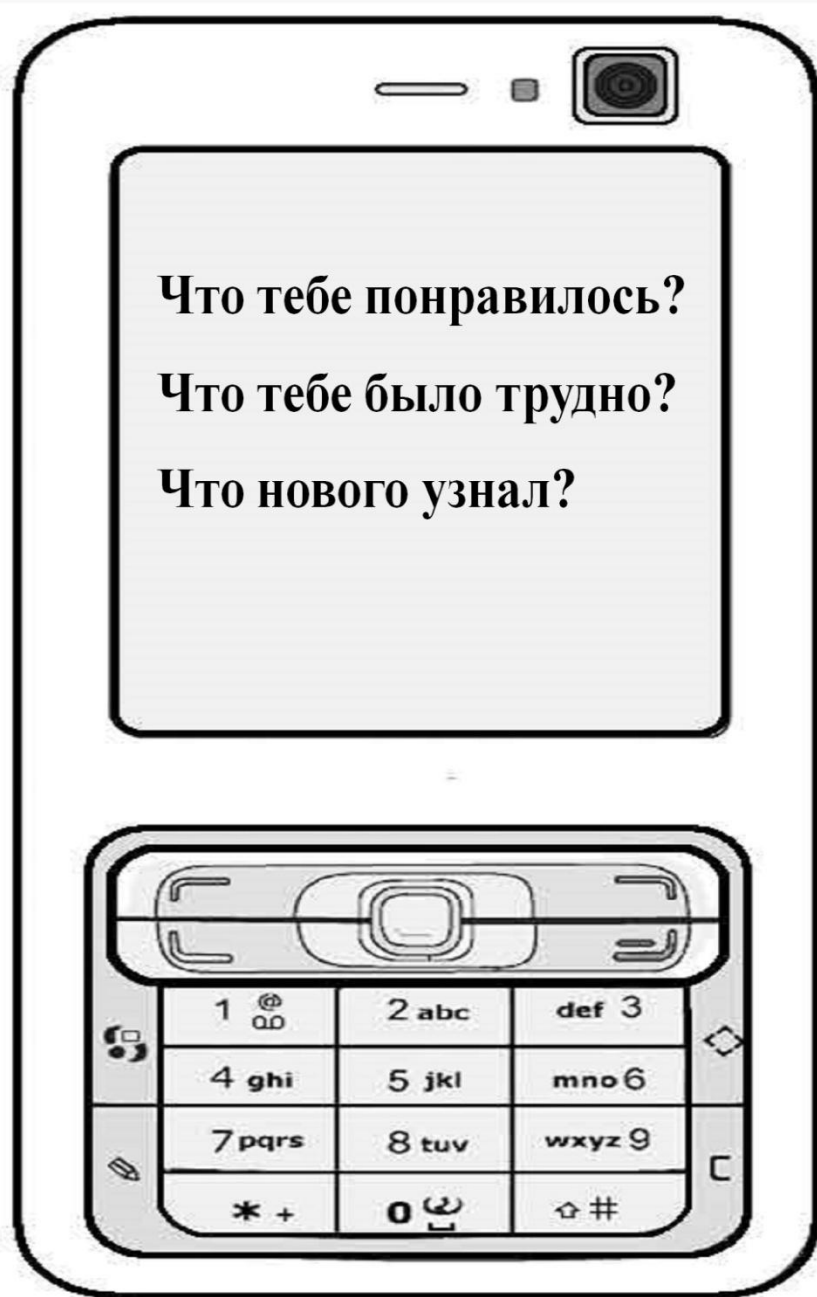 Что тебе понравилось?
Что тебе было трудно?
Что нового узнал?
1 @
2 abc
def 3
4 ghi
5 jkl
mno 6
7 pqrs
8 tuv
wxyz 9
* +
0
#